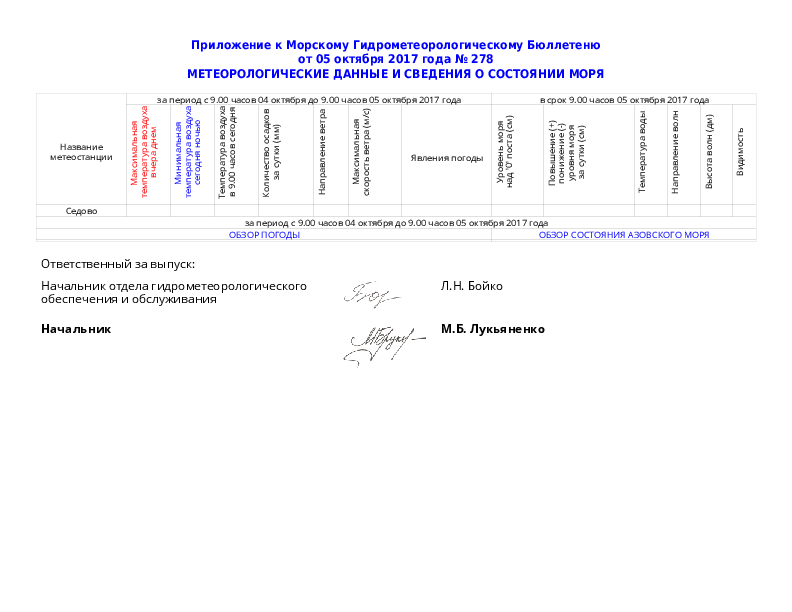 Приложение к Морскому Гидрометеорологическому Бюллетеню
от 05 октября 2017 года № 278
МЕТЕОРОЛОГИЧЕСКИЕ ДАННЫЕ И СВЕДЕНИЯ О СОСТОЯНИИ МОРЯ
Название
метеостанции
за период с 9.00 часов 04 октября до 9.00 часов 05 октября 2017 года
в срок 9.00 часов 05 октября 2017 года
Максимальная
температура воздуха
вчера днем
Минимальная
температура воздуха
сегодня ночью
Температура воздуха
в 9.00 часов сегодня
Количество осадков
за сутки (мм)
Направление ветра
Максимальная
скорость ветра (м/с)
Явления погоды
Уровень моря
над "0" поста (см)
Повышение (+)
понижение (-)
уровня моря
за сутки (см)
Температура воды
Направление волн
Высота волн (дм)
Видимость
Седово
за период с 9.00 часов 04 октября до 9.00 часов 05 октября 2017 года
ОБЗОР ПОГОДЫ
ОБЗОР СОСТОЯНИЯ АЗОВСКОГО МОРЯ
Ответственный за выпуск:
Начальник отдела гидрометеорологического
обеспечения и обслуживания
Л.Н. Бойко
Начальник
М.Б. Лукьяненко